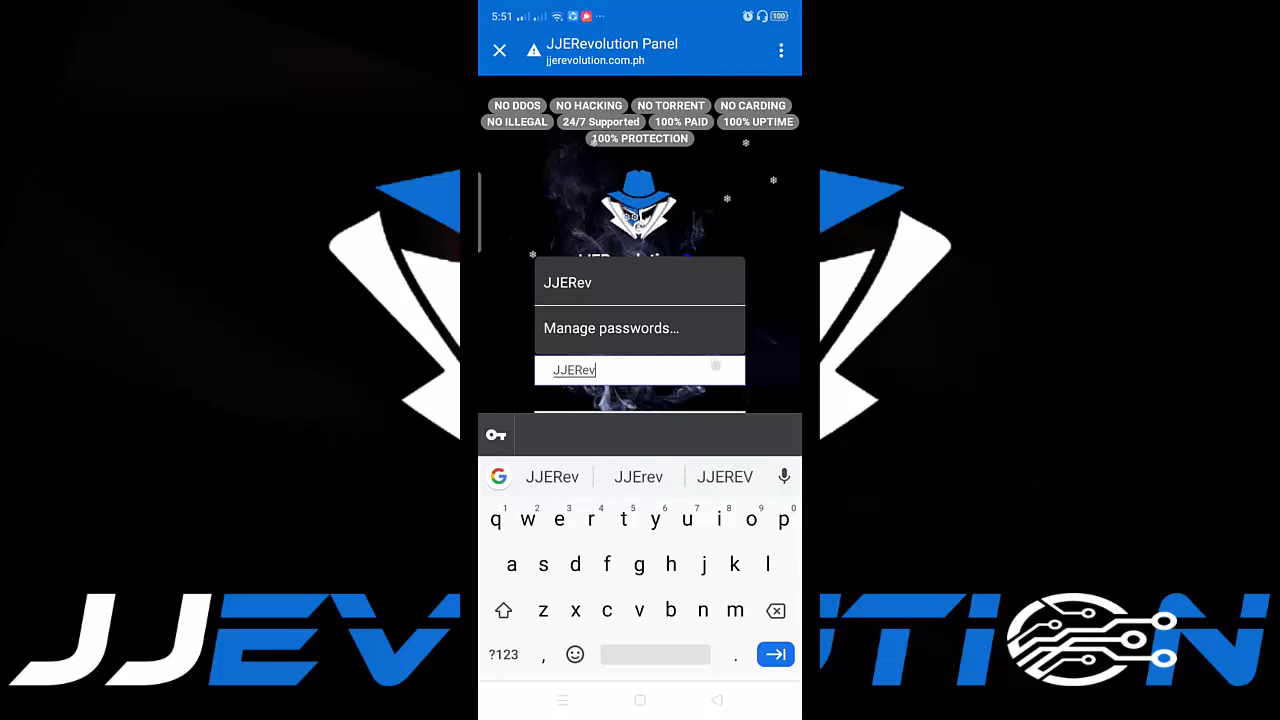 5:51 ... 100
JJERevolution Panel
jjerevolution.com.ph
NO DDOS NO HACKING NO TORRENT NO CARDING
NO ILLEGAL 24/7 Supported 100% PAID 100% UPTIME
100% PROTECTION
JJERev
Manage passwords...
JJERev
G JJERev JJErev JJEREV
1 2 3 4 5 6 7 8 9 0
q w e r t y u i o p
a s d f g h j k l
z x c v b n m
?123 , .
JJEV UTION